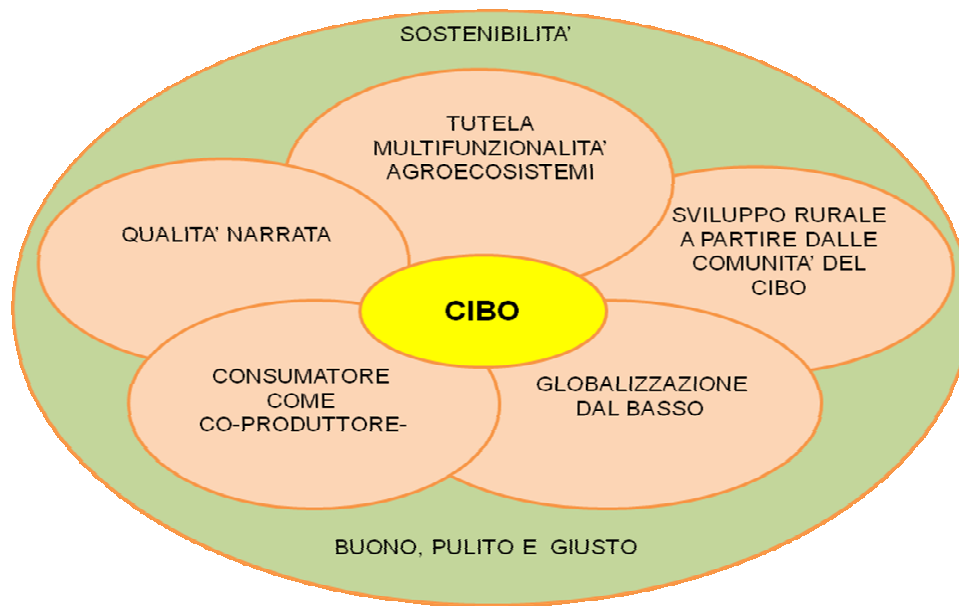 SOSTENIBILITA'
TUTELA
MULTIFUNZIONALITA'
AGROECOSISTEMI
QUALITA' NARRATA
SVILUPPO RURALE
A PARTIRE DALLE
COMUNITA' DEL
CIBO
CIBO
CONSUMATORE
COME
CO-PRODUTTORE-
GLOBALIZZAZIONE
DAL BASSO
BUONO, PULITO E  GIUSTO